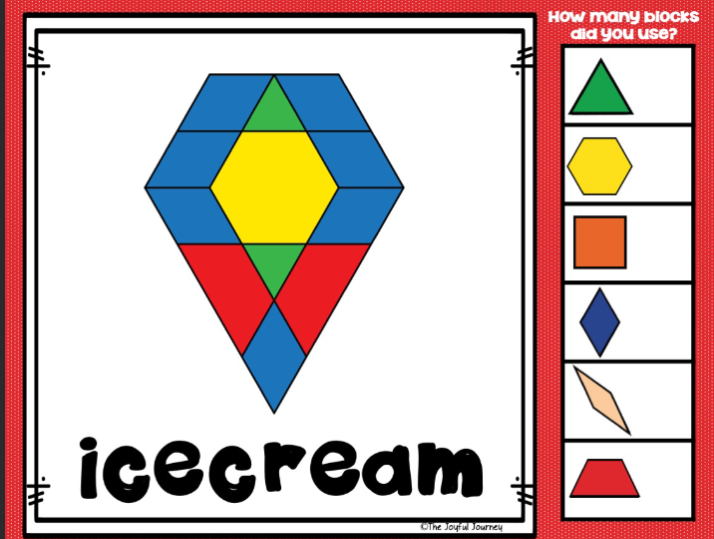 How many blocks
did you use?
icecream
©The Joyful Journey